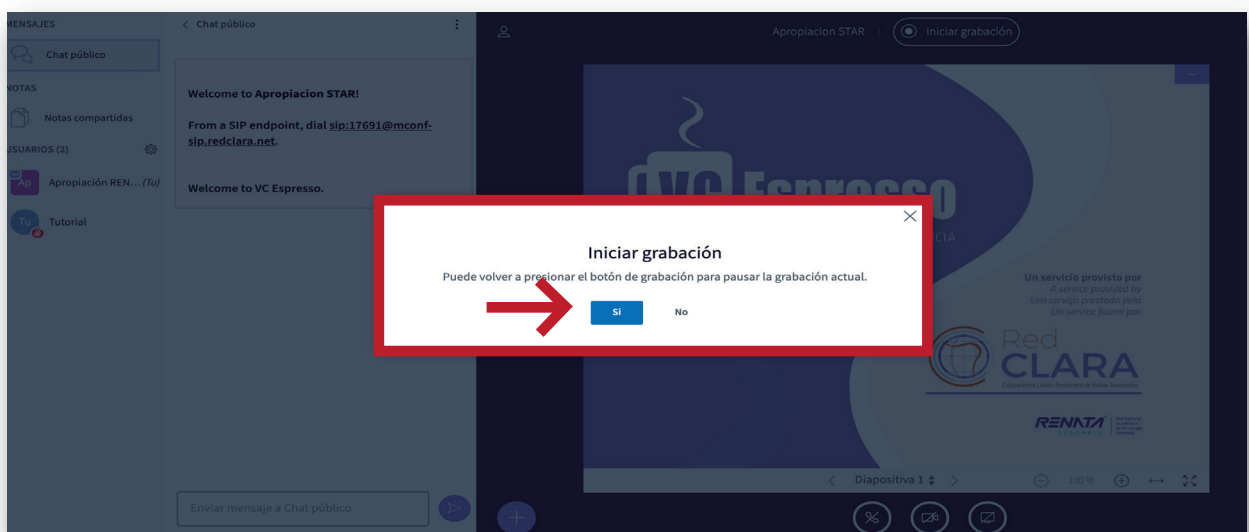 MENSAJES
Chat público
NOTAS
Notas compartidas
USUARIOS (2)
Ap
Apropiación REN... (Tu)
Tu
Tutorial
Chat público
Welcome to Apropiacion STAR!
From a SIP endpoint, dial sip:17691@mconf-
sip.redclara.net.
Welcome to VC Espresso.
Enviar mensaje a Chat público
Apropiacion STAR
Iniciar grabación
VC Espresso
Iniciar grabación
Puede volver a presionar el botón de grabación para pausar la grabación actual.
Si
No
Un servicio provisto por
A service provided by
Um serviço prestado pela
Un service fourni par
Red
CLARA
RENATA
Diapositiva 1
100 %